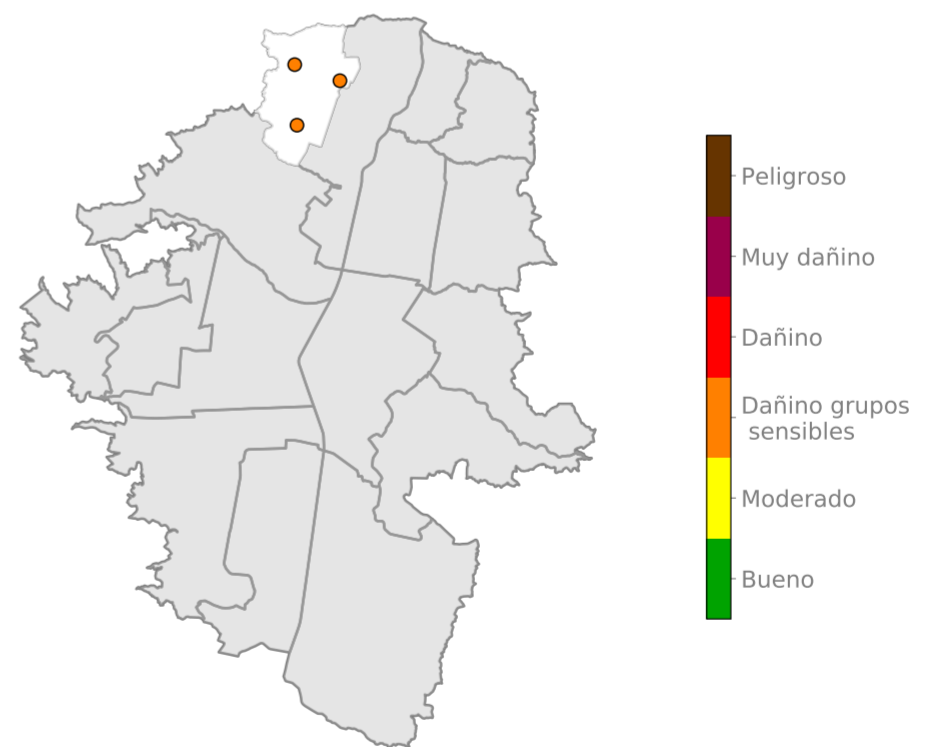 Peligroso
Muy dañino
Dañino
Dañino grupos
sensibles
Moderado
Bueno